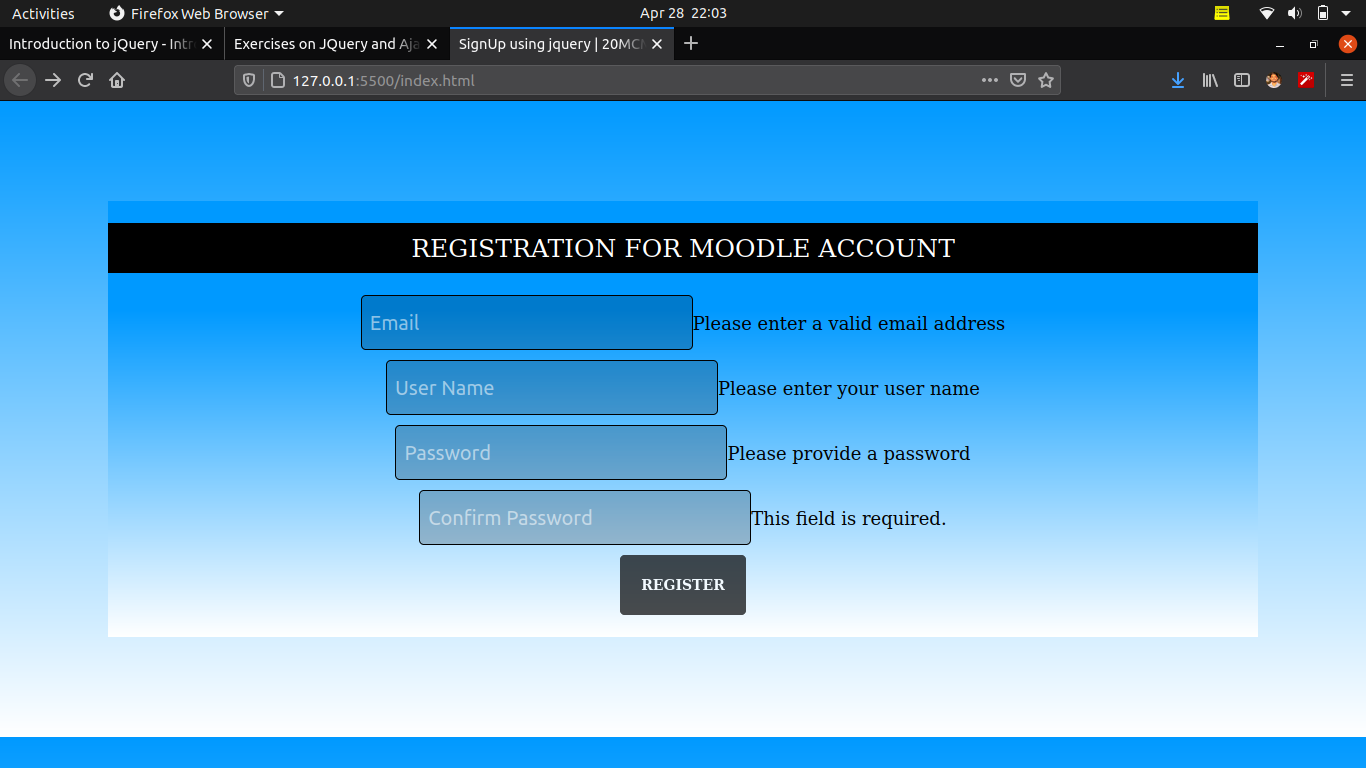 Activities Firefox Web Browser Apr 28 22:03
Introduction to jQuery - Intr Exercises on JQuery and Aja SignUp using jquery | 20MC
127.0.0.1:5500/index.html
REGISTRATION FOR MOODLE ACCOUNT
Email Please enter a valid email address
User Name Please enter your user name
Password Please provide a password
Confirm Password This field is required.
REGISTER